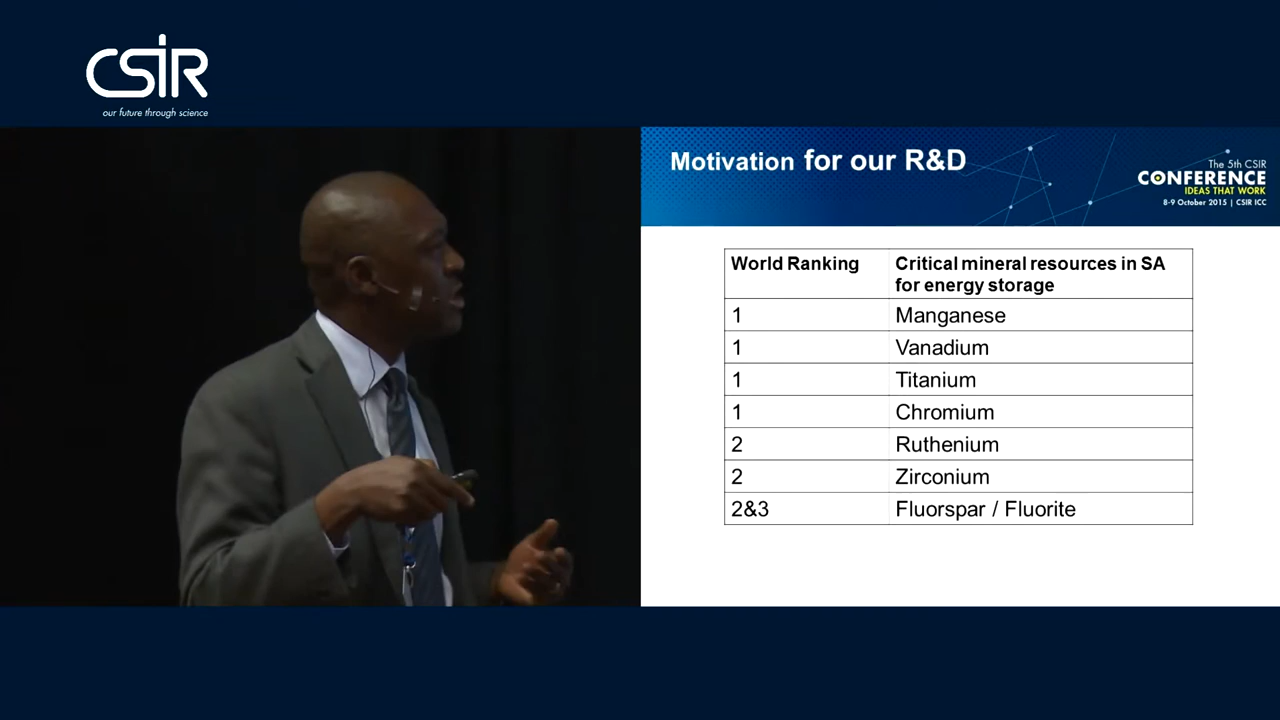 CSIR
our future through science
Motivation for our R&D
The 5th CSIR
CONFERENCE
IDEAS THAT WORK
8-9 October 2015 | CSIR ICC
World Ranking
Critical mineral resources in SA
for energy storage
1 Manganese
1 Vanadium
1 Titanium
1 Chromium
2 Ruthenium
2 Zirconium
2&3 Fluorspar / Fluorite